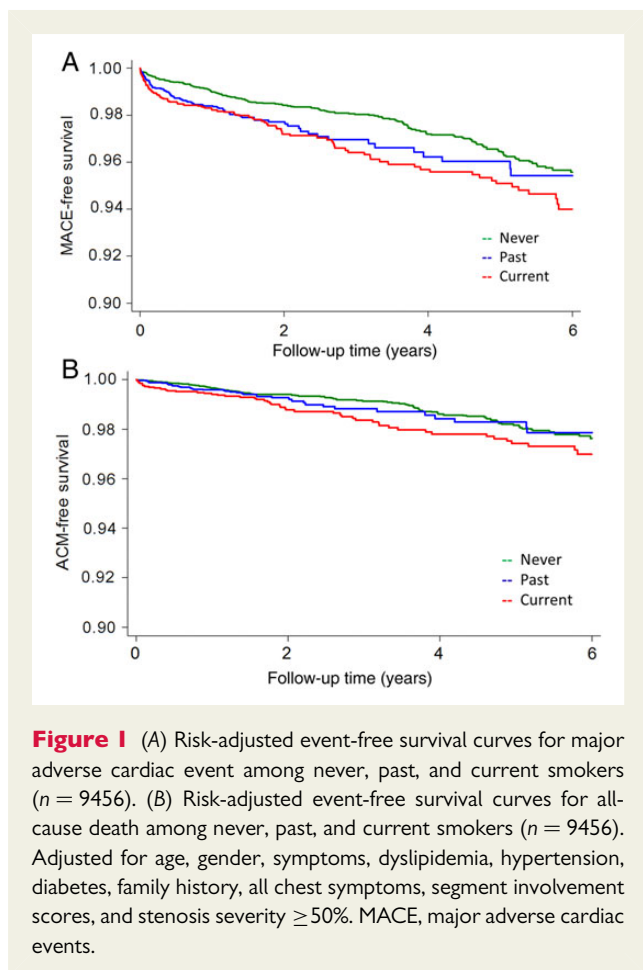 A
1.00
0.98
0.96
0.94
0.92
0.90
MACE-free survival
-- Never
-- Past
-- Current
0 2 4 6
Follow-up time (years)
B
1.00
0.98
0.96
0.94
0.92
0.90
ACM-free survival
-- Never
-- Past
-- Current
0 2 4 6
Follow-up time (years)
Figure 1 (A) Risk-adjusted event-free survival curves for major
adverse cardiac event among never, past, and current smokers
(n = 9456). (B) Risk-adjusted event-free survival curves for all-
cause death among never, past, and current smokers (n = 9456).
Adjusted for age, gender, symptoms, dyslipidemia, hypertension,
diabetes, family history, all chest symptoms, segment involvement
scores, and stenosis severity ≥50%. MACE, major adverse cardiac
events.